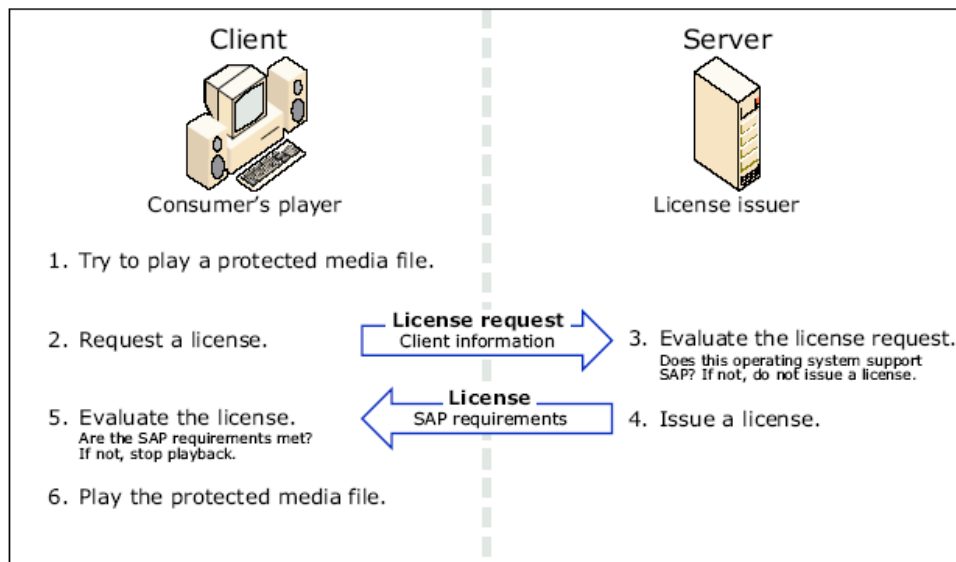 Client
Server
Consumer's player
License issuer
1. Try to play a protected media file.
License request
Client information
2. Request a license.
3. Evaluate the license request.
Does this operating system support
SAP? If not, do not issue a license.
License
SAP requirements
5. Evaluate the license.
Are the SAP requirements met?
If not, stop playback.
4. Issue a license.
6. Play the protected media file.